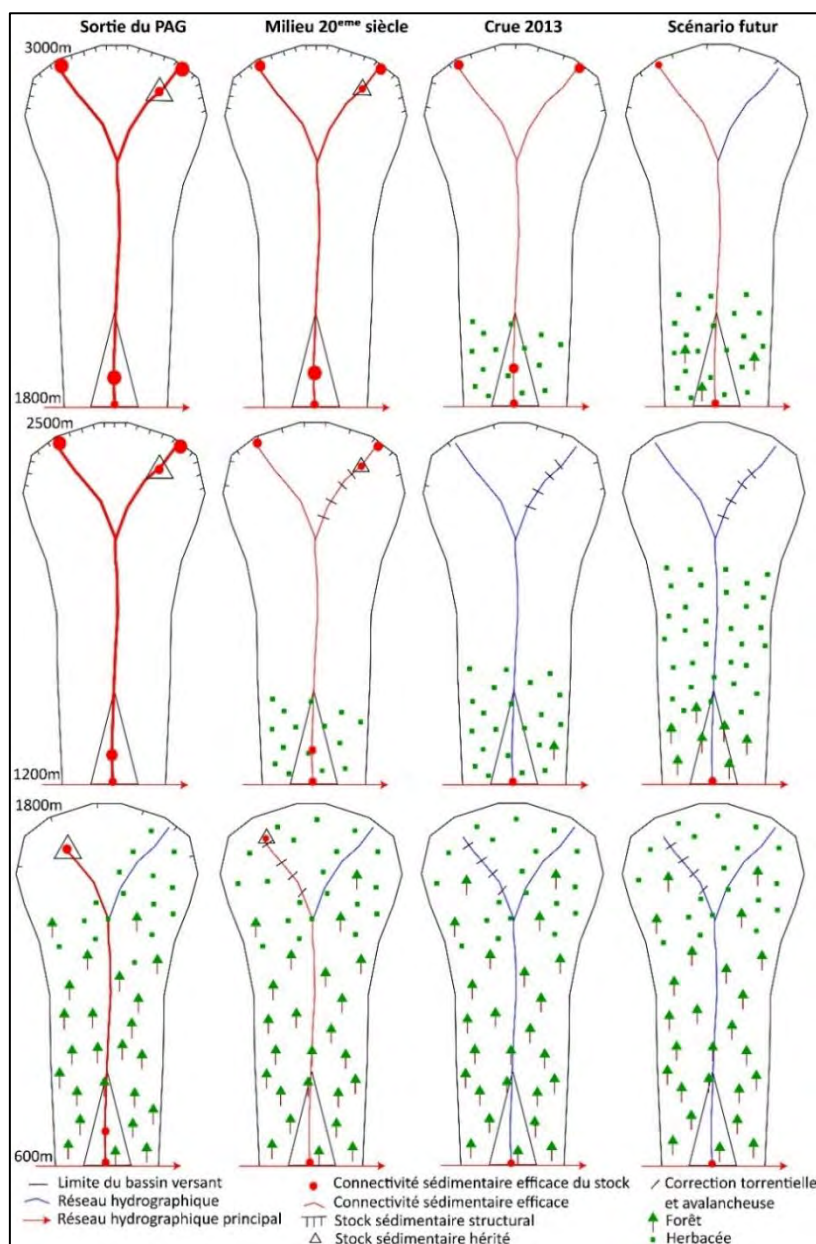 Sortie du PAG
Milieu 20eme siècle
Crue 2013
Scénario futur
3000m
1800m
2500m
1200m
1800m
600m
Limite du bassin versant
Réseau hydrographique
Réseau hydrographique principal
Connectivité sédimentaire efficace du stock
Connectivité sédimentaire efficace
Stock sédimentaire structural
Stock sédimentaire hérité
Correction torrentielle
et avalancheuse
Forêt
Herbacée